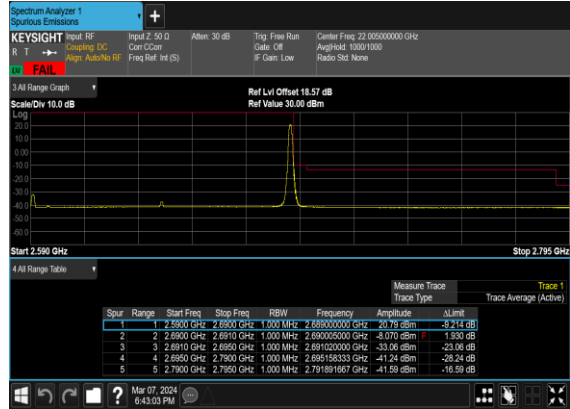 Spectrum Analyzer 1
Spurious Emissions
KEYSIGHT Input: RF Input Z: 50 Ω Atten: 30 dB Trig: Free Run Center Freq: 22.005000000 GHz
R T Coupling: DC Corr CCorr Gate: Off Avg|Hold: 1000/1000
Align: Auto/No RF Freq Ref: Int (S) IF Gain: Low Radio Std: None
LV FAIL
3 All Range Graph Ref Lvl Offset 18.57 dB
Scale/Div 10.0 dB Ref Value 30.00 dBm
Log
20.0
10.0
0.00
-10.0
-20.0
-30.0
-40.0
-50.0
-60.0
Start 2.590 GHz Stop 2.795 GHz
4 All Range Table
Measure Trace Trace 1
Trace Type Trace Average (Active)
Spur Range Start Freq Stop Freq RBW Frequency Amplitude ΔLimit
1 1 2.5900 GHz 2.6900 GHz 1.000 MHz 2.689000000 GHz 20.79 dBm -9.214 dB
2 2 2.6900 GHz 2.6910 GHz 1.000 MHz 2.690005000 GHz -8.070 dBm F 1.930 dB
3 3 2.6910 GHz 2.6950 GHz 1.000 MHz 2.691020000 GHz -33.06 dBm -23.06 dB
4 4 2.6950 GHz 2.7900 GHz 1.000 MHz 2.695158333 GHz -41.24 dBm -28.24 dB
5 5 2.7900 GHz 2.7950 GHz 1.000 MHz 2.791891667 GHz -41.59 dBm -16.59 dB
Mar 07, 2024
6:43:03 PM